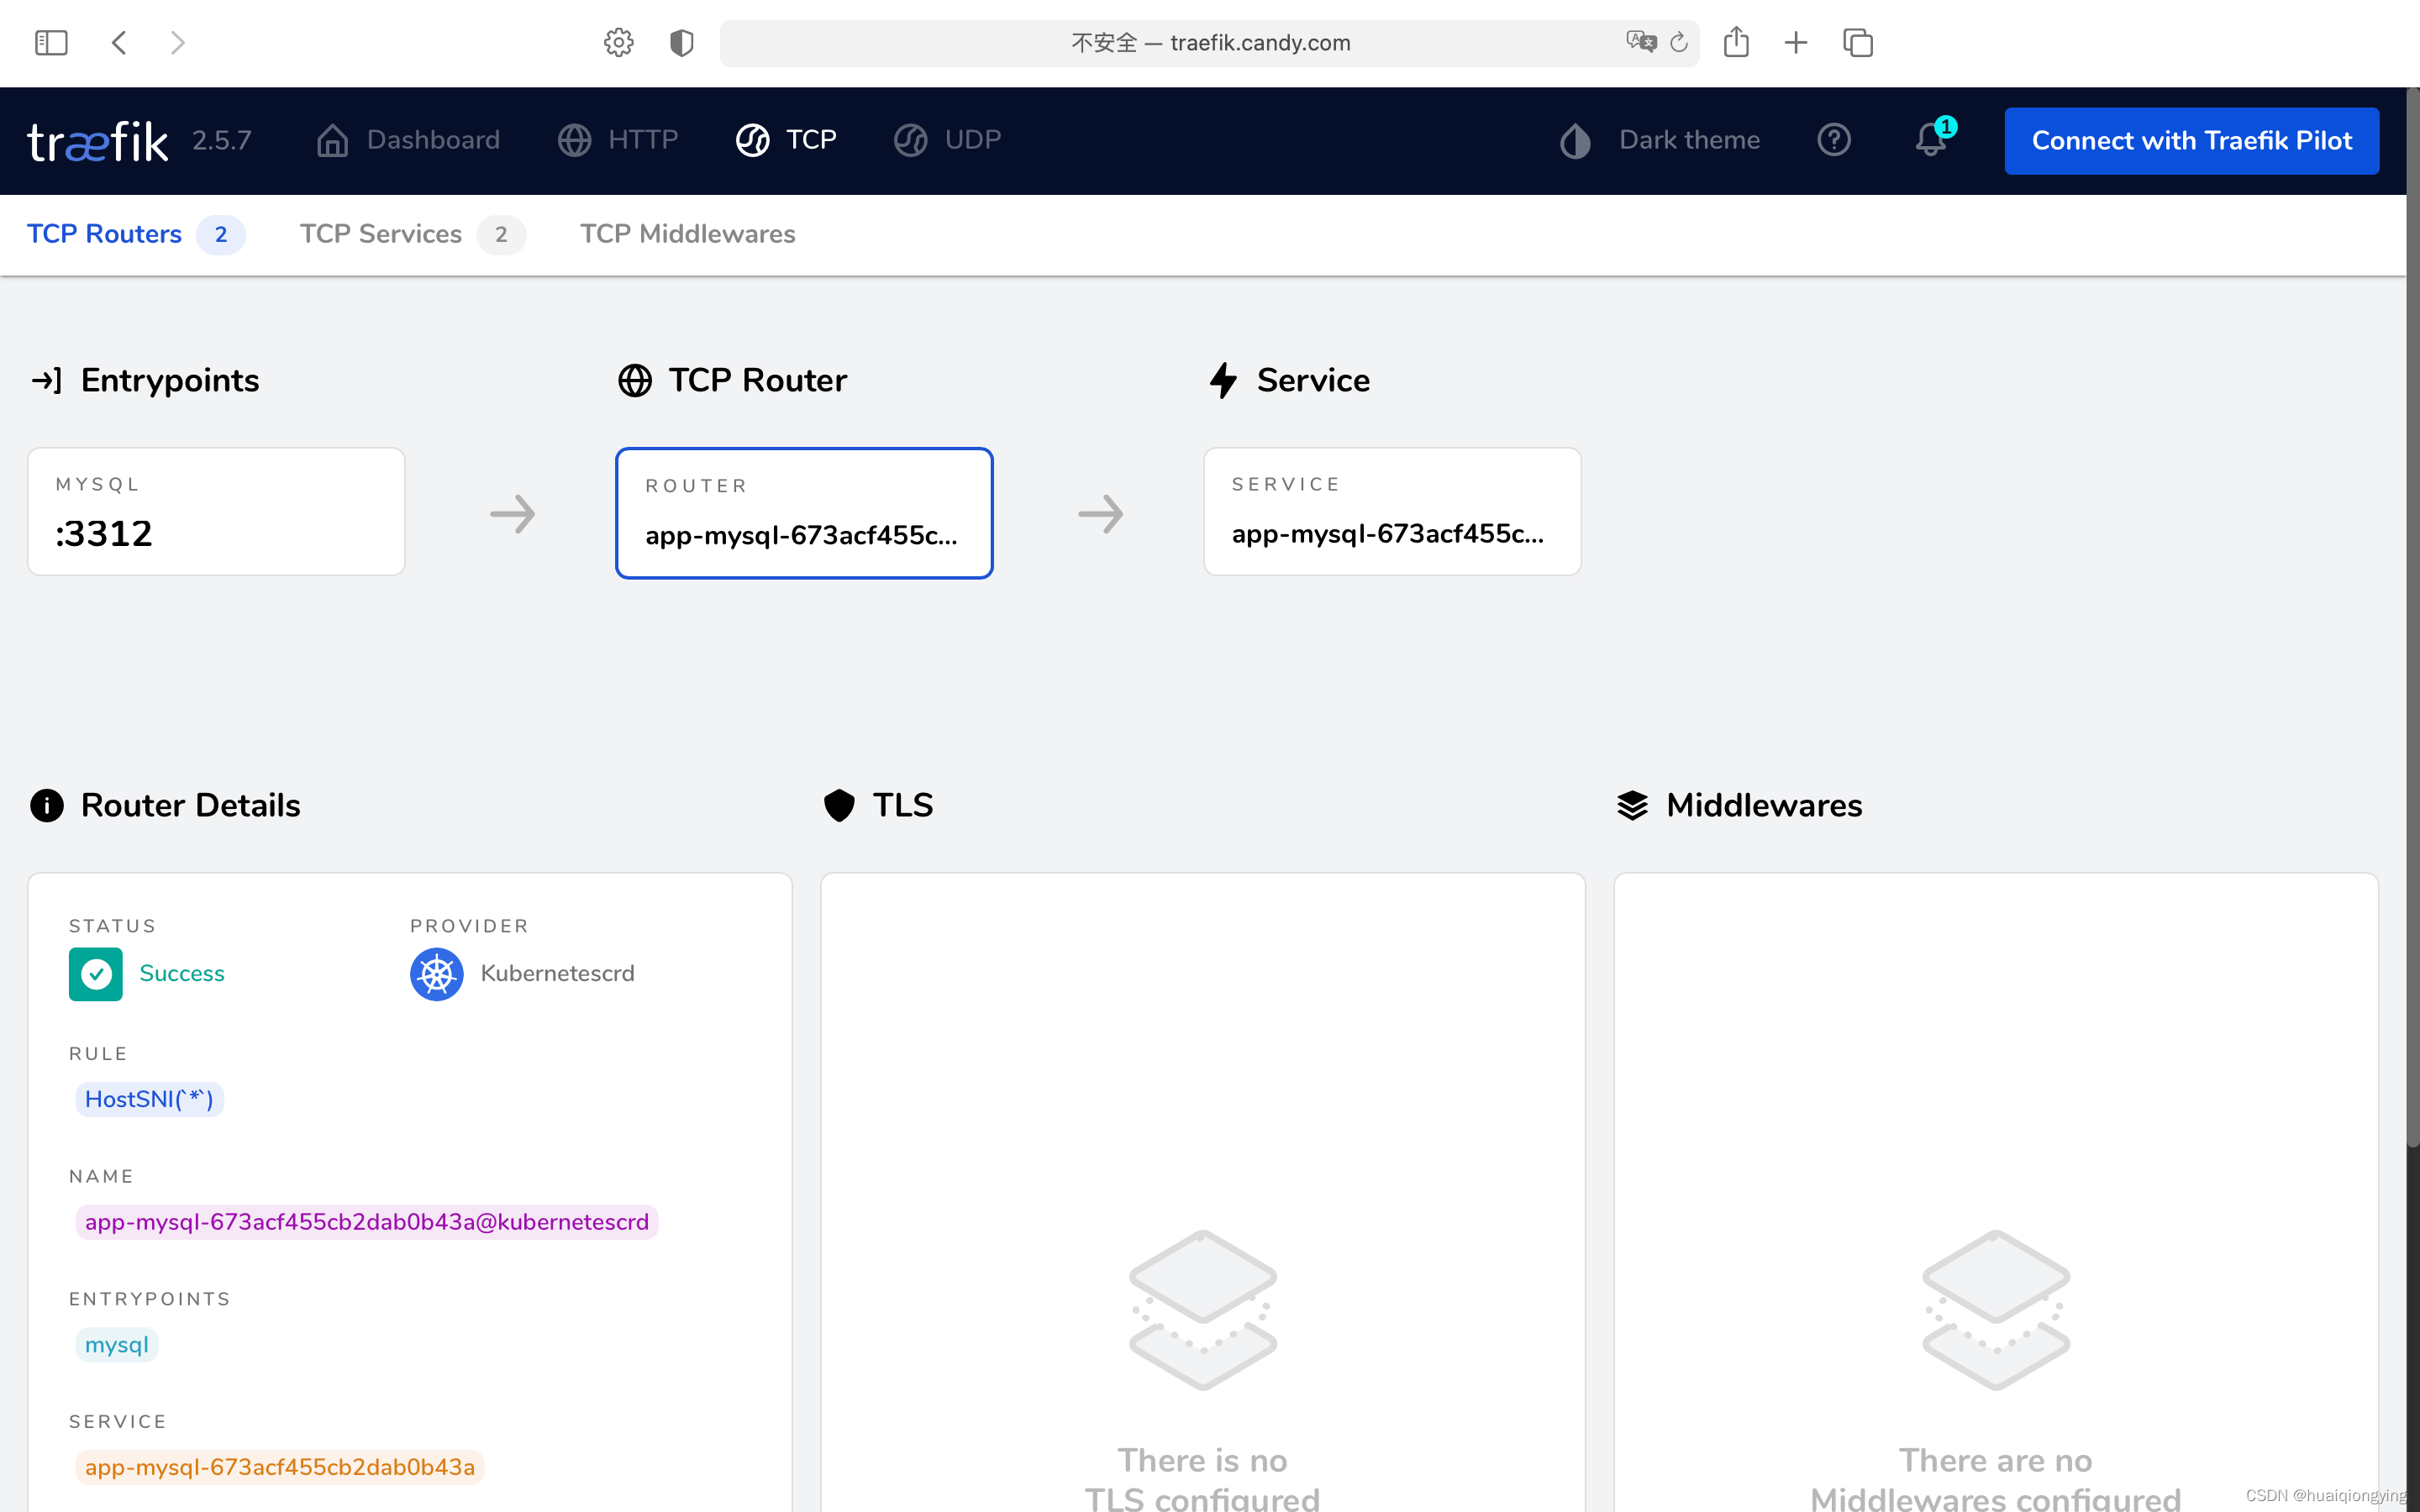 不安全 — traefik.candy.com
træfik 2.5.7 Dashboard HTTP TCP UDP Dark theme 1 Connect with Traefik Pilot
TCP Routers 2 TCP Services 2 TCP Middlewares
Entrypoints TCP Router Service
MYSQL ROUTER SERVICE
:3312 app-mysql-673acf455c... app-mysql-673acf455c...
Router Details TLS Middlewares
STATUS PROVIDER
Success Kubernetescrd
RULE
HostSNI(`*`)
NAME
app-mysql-673acf455cb2dab0b43a@kubernetescrd
ENTRYPOINTS
mysql
SERVICE
app-mysql-673acf455cb2dab0b43a
There is no There are no
TLS configured Middlewares configured
CSDN @huaiqiongying